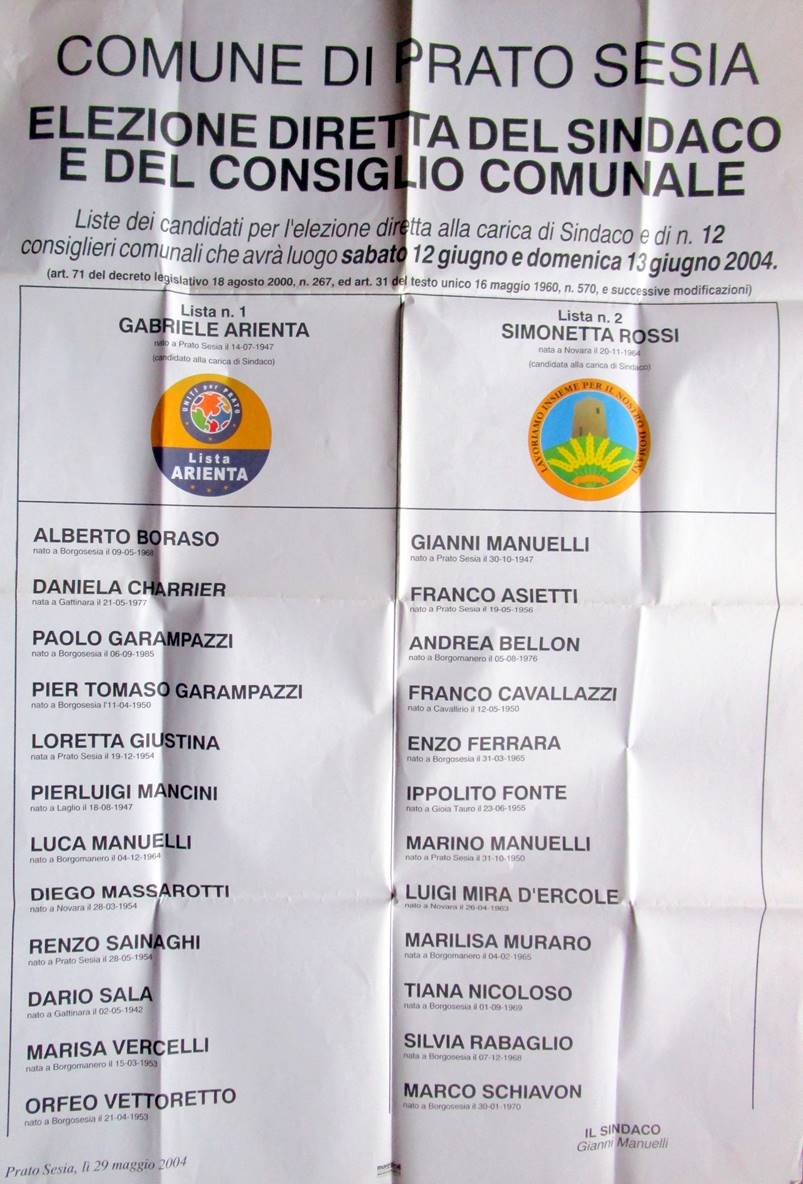 COMUNE DI PRATO SESIA
ELEZIONE DIRETTA DEL SINDACO
E DEL CONSIGLIO COMUNALE
Liste dei candidati per l'elezione diretta alla carica di Sindaco e di n. 12
consiglieri comunali che avrà luogo sabato 12 giugno e domenica 13 giugno 2004.
(art. 71 del decreto legislativo 18 agosto 2000, n. 267, ed art. 31 del testo unico 16 maggio 1960, n. 570, e successive modificazioni)
Lista n. 1
GABRIELE ARIENTA
nato a Prato Sesia il 14-07-1947
(candidato alla carica di Sindaco)
UNITI per PRATO
Lista
ARIENTA
ALBERTO BORASO
nato a Borgosesia il 09-05-1968
DANIELA CHARRIER
nata a Gattinara il 21-05-1977
PAOLO GARAMPAZZI
nato a Borgosesia il 06-09-1985
PIER TOMASO GARAMPAZZI
nato a Borgosesia l'11-04-1950
LORETTA GIUSTINA
nata a Prato Sesia il 19-12-1954
PIERLUIGI MANCINI
nato a Laglio il 18-08-1947
LUCA MANUELLI
nato a Borgomanero il 04-12-1964
DIEGO MASSAROTTI
nato a Novara il 28-03-1954
RENZO SAINAGHI
nato a Prato Sesia il 28-05-1954
DARIO SALA
nato a Gattinara il 02-05-1942
MARISA VERCELLI
nata a Borgomanero il 15-03-1953
ORFEO VETTORETTO
nato a Borgosesia il 21-04-1953
Lista n. 2
SIMONETTA ROSSI
nata a Novara il 20-11-1964
(candidata alla carica di Sindaco)
LAVORIAMO INSIEME PER IL NOSTRO DOMANI
GIANNI MANUELLI
nato a Prato Sesia il 30-10-1947
FRANCO ASIETTI
nato a Prato Sesia il 19-05-1956
ANDREA BELLON
nato a Borgomanero il 05-08-1976
FRANCO CAVALLAZZI
nato a Cavallirio il 12-05-1950
ENZO FERRARA
nato a Borgosesia il 31-03-1965
IPPOLITO FONTE
nato a Gioia Tauro il 23-06-1955
MARINO MANUELLI
nato a Prato Sesia il 31-10-1950
LUIGI MIRA D'ERCOLE
nato a Novara il 26-04-1963
MARILISA MURARO
nata a Borgomanero il 04-02-1965
TIANA NICOLOSO
nata a Borgosesia il 01-09-1969
SILVIA RABAGLIO
nata a Borgosesia il 07-12-1968
MARCO SCHIAVON
nato a Borgosesia il 30-01-1970
IL SINDACO
Gianni Manuelli
Prato Sesia, lì 29 maggio 2004